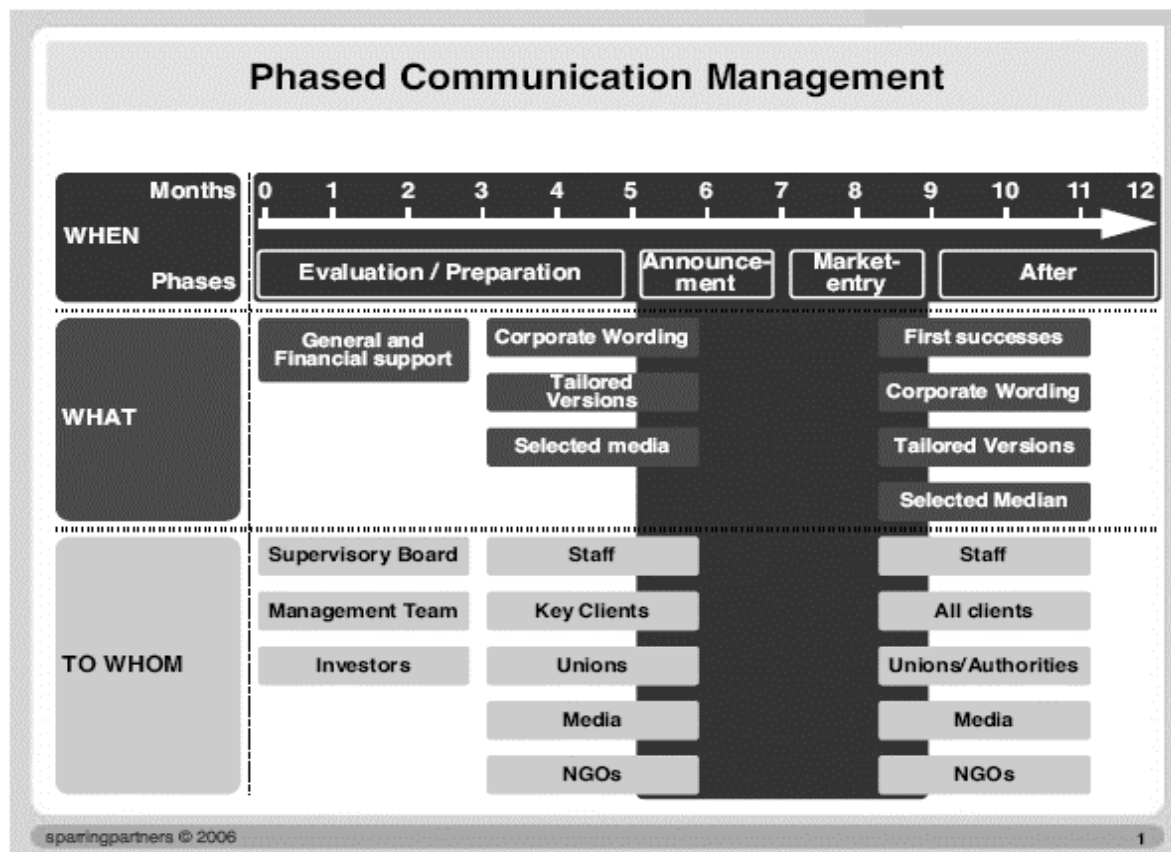 Phased Communication Management
Months 0 1 2 3 4 5 6 7 8 9 10 11 12
WHEN
Phases
Evaluation / Preparation
Announce-
ment
Market-
entry
After
WHAT
General and
Financial support
Corporate Wording
Tailored
Versions
Selected media
First successes
Corporate Wording
Tailored Versions
Selected Median
TO WHOM
Supervisory Board
Management Team
Investors
Staff
Key Clients
Unions
Media
NGOs
Staff
All clients
Unions/Authorities
Media
NGOs
sparringpartners © 2006
1